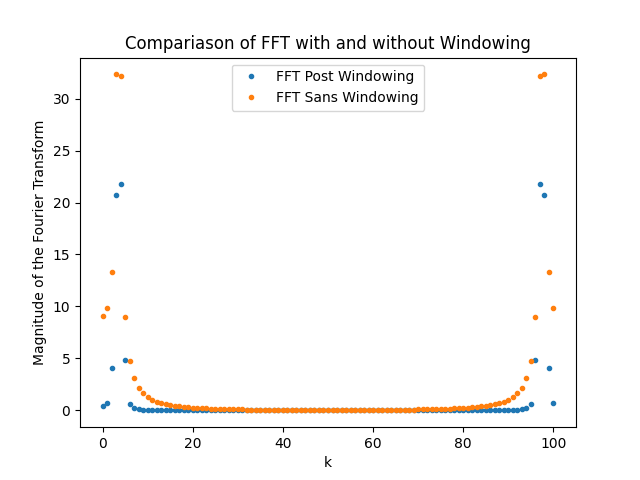 Compariason of FFT with and without Windowing
FFT Post Windowing
FFT Sans Windowing
Magnitude of the Fourier Transform
30
25
20
15
10
5
0
0 20 40 60 80 100
k